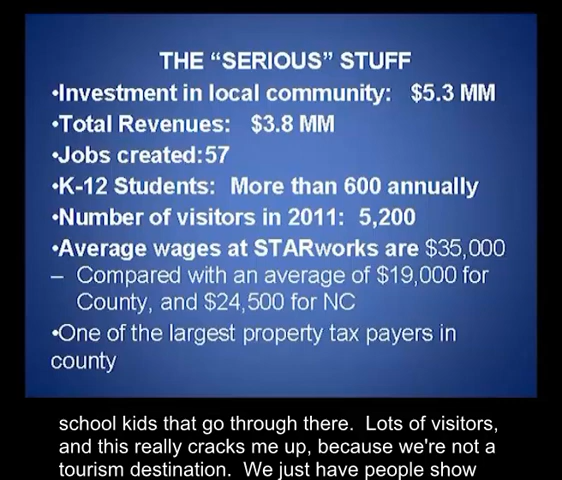 THE “SERIOUS” STUFF
•Investment in local community:   $5.3 MM
•Total Revenues:   $3.8 MM
•Jobs created:57
•K-12 Students:  More than 600 annually
•Number of visitors in 2011:  5,200
•Average wages at STARworks are $35,000
– Compared with an average of $19,000 for
County, and $24,500 for NC
•One of the largest property tax payers in
county
school kids that go through there.  Lots of visitors,
and this really cracks me up, because we're not a
tourism destination.  We just have people show